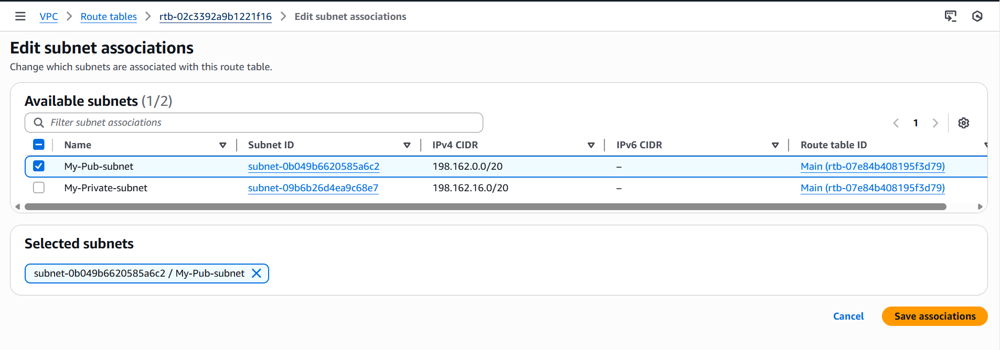 VPC > Route tables > rtb-02c3392a9b1221f16 > Edit subnet associations
Edit subnet associations
Change which subnets are associated with this route table.
Available subnets (1/2)
Filter subnet associations
1
Name Subnet ID IPv4 CIDR IPv6 CIDR Route table ID
My-Pub-subnet subnet-0b049b6620585a6c2 198.162.0.0/20 – Main (rtb-07e84b408195f3d79)
My-Private-subnet subnet-09b6b26d4ea9c68e7 198.162.16.0/20 – Main (rtb-07e84b408195f3d79)
Selected subnets
subnet-0b049b6620585a6c2 / My-Pub-subnet
Cancel Save associations